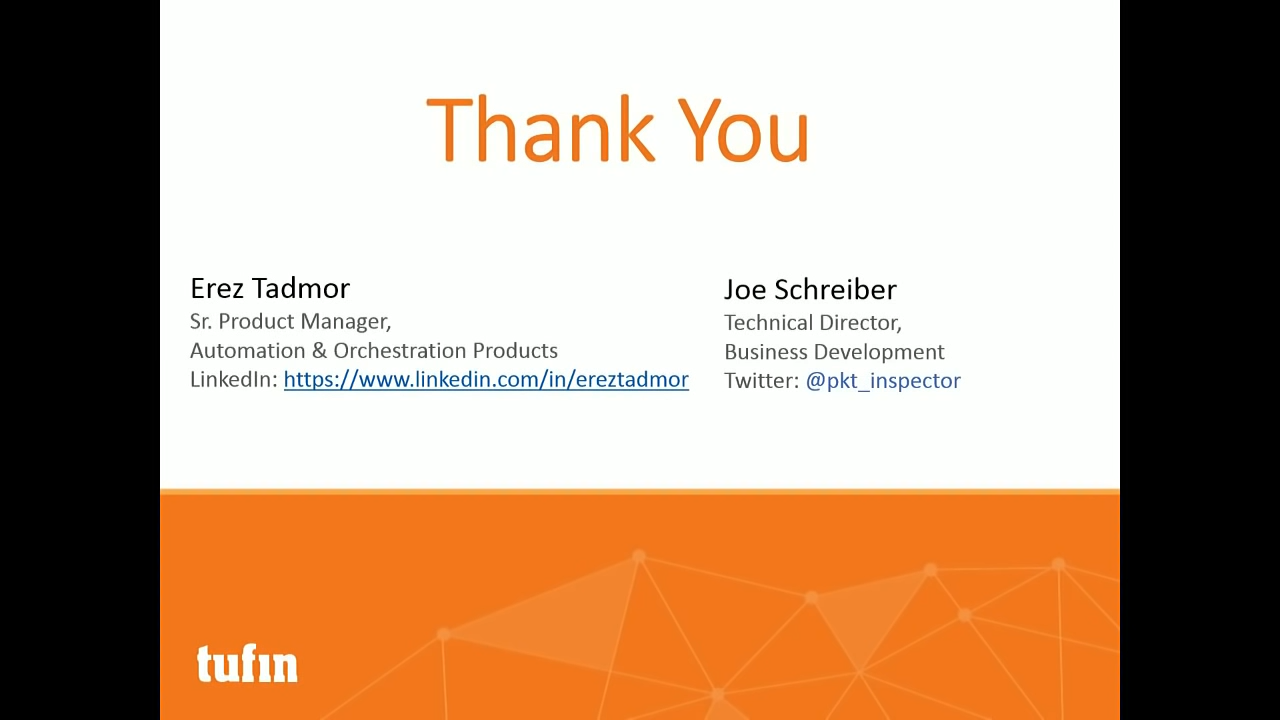 Thank You
Erez Tadmor
Sr. Product Manager,
Automation & Orchestration Products
LinkedIn: https://www.linkedin.com/in/ereztadmor
Joe Schreiber
Technical Director,
Business Development
Twitter: @pkt_inspector
tufin